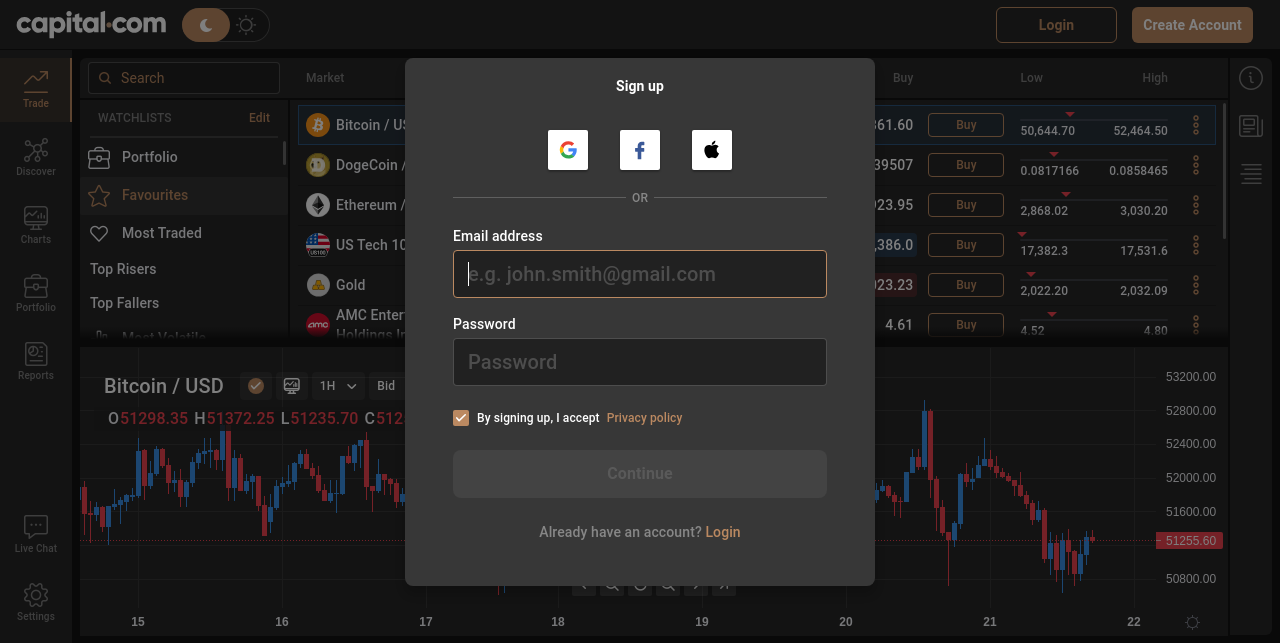 capital.com
Login
Create Account
Trade
Discover
Charts
Portfolio
Reports
Live Chat
Settings
Search
WATCHLISTS Edit
Portfolio
Favourites
Most Traded
Top Risers
Top Fallers
Most Volatile
Market Buy Low High
Bitcoin / US 361.60 Buy 50,644.70 52,464.50
DogeCoin / 39507 Buy 0.0817166 0.0858465
Ethereum / 923.95 Buy 2,868.02 3,030.20
US Tech 10 ,386.0 Buy 17,382.3 17,531.6
Gold 023.23 Buy 2,022.20 2,032.09
AMC Enter 4.61 Buy 4.52 4.80
Holdings In
Sign up
OR
Email address
e.g. john.smith@gmail.com
Password
Password
By signing up, I accept Privacy policy
Continue
Already have an account? Login
Bitcoin / USD 1H Bid
O51298.35 H51372.25 L51235.70 C512
53200.00
52800.00
52400.00
52000.00
51600.00
51255.60
50800.00
15 16 17 18 19 20 21 22